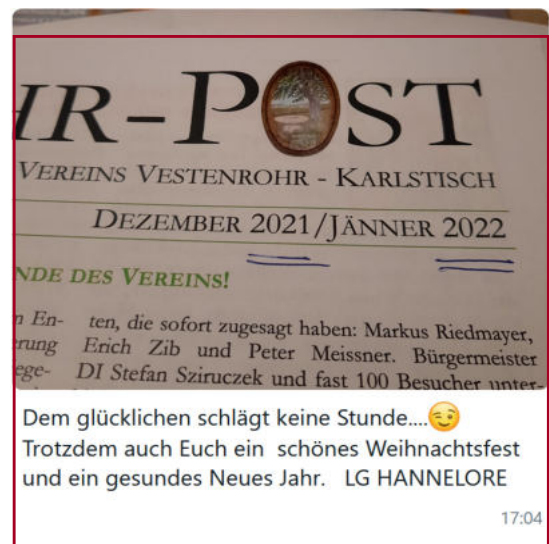 HR-POST
VEREINS VESTENROHR - KARLSTISCH
DEZEMBER 2021/JÄNNER 2022
NDE DES VEREINS!
n En-
ten, die sofort zugesagt haben: Markus Riedmayer,
rung
Erich Zib und Peter Meissner. Bürgermeister
ege-
DI Stefan Sziruczek und fast 100 Besucher unter-
Dem glücklichen schlägt keine Stunde....😉
Trotzdem auch Euch ein schönes Weihnachtsfest
und ein gesundes Neues Jahr. LG HANNELORE
17:04